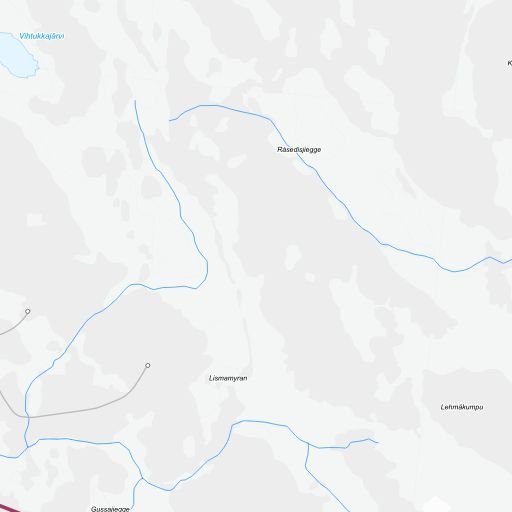 Vihtukkajärvi
K
Råsedisjiegge
Lismamyran
Lehmäkumpu
Gussajiegge